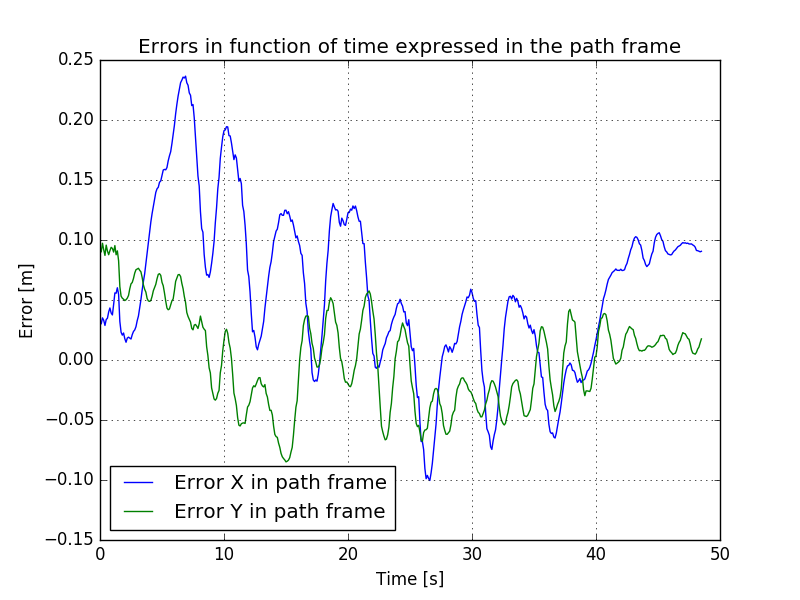 Errors in function of time expressed in the path frame
0.25
0.20
0.15
0.10
0.05
0.00
−0.05
−0.10
−0.15
Error [m]
Error X in path frame
Error Y in path frame
0 10 20 30 40 50
Time [s]